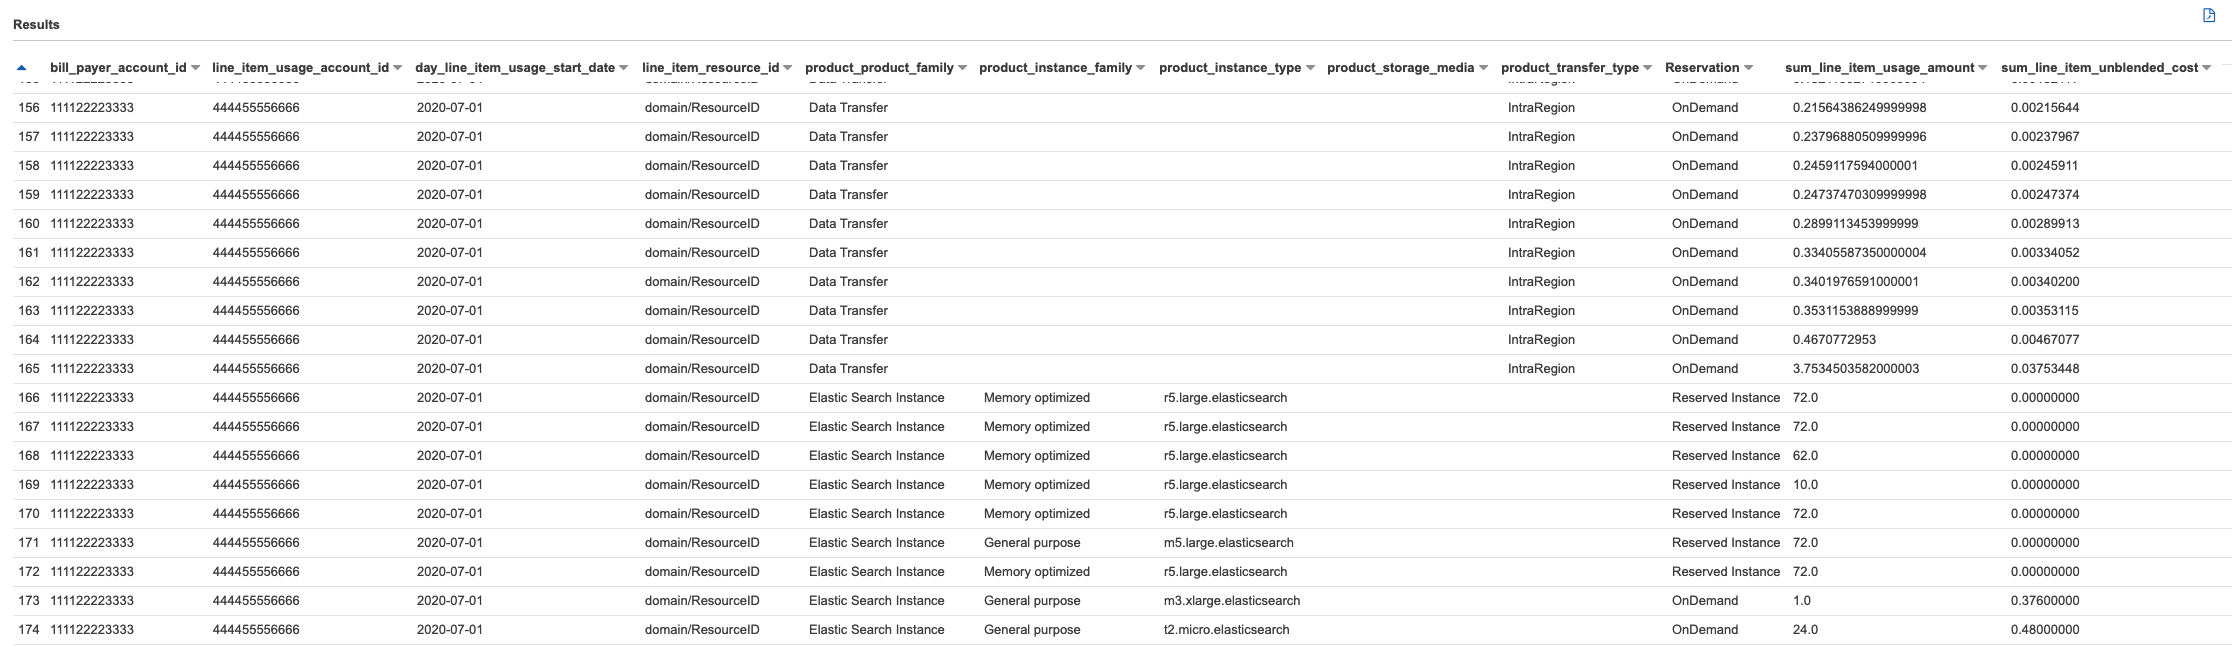 Results
bill_payer_account_id line_item_usage_account_id day_line_item_usage_start_date line_item_resource_id product_product_family product_instance_family product_instance_type product_storage_media product_transfer_type Reservation sum_line_item_usage_amount sum_line_item_unblended_cost
156 111122223333 444455556666 2020-07-01 domain/ResourceID Data Transfer IntraRegion OnDemand 0.21564386249999998 0.00215644
157 111122223333 444455556666 2020-07-01 domain/ResourceID Data Transfer IntraRegion OnDemand 0.23796880509999996 0.00237967
158 111122223333 444455556666 2020-07-01 domain/ResourceID Data Transfer IntraRegion OnDemand 0.2459117594000001 0.00245911
159 111122223333 444455556666 2020-07-01 domain/ResourceID Data Transfer IntraRegion OnDemand 0.24737470309999998 0.00247374
160 111122223333 444455556666 2020-07-01 domain/ResourceID Data Transfer IntraRegion OnDemand 0.2899113453999999 0.00289913
161 111122223333 444455556666 2020-07-01 domain/ResourceID Data Transfer IntraRegion OnDemand 0.33405587350000004 0.00334052
162 111122223333 444455556666 2020-07-01 domain/ResourceID Data Transfer IntraRegion OnDemand 0.3401976591000001 0.00340200
163 111122223333 444455556666 2020-07-01 domain/ResourceID Data Transfer IntraRegion OnDemand 0.3531153888999999 0.00353115
164 111122223333 444455556666 2020-07-01 domain/ResourceID Data Transfer IntraRegion OnDemand 0.4670772953 0.00467077
165 111122223333 444455556666 2020-07-01 domain/ResourceID Data Transfer IntraRegion OnDemand 3.7534503582000003 0.03753448
166 111122223333 444455556666 2020-07-01 domain/ResourceID Elastic Search Instance Memory optimized r5.large.elasticsearch Reserved Instance 72.0 0.00000000
167 111122223333 444455556666 2020-07-01 domain/ResourceID Elastic Search Instance Memory optimized r5.large.elasticsearch Reserved Instance 72.0 0.00000000
168 111122223333 444455556666 2020-07-01 domain/ResourceID Elastic Search Instance Memory optimized r5.large.elasticsearch Reserved Instance 62.0 0.00000000
169 111122223333 444455556666 2020-07-01 domain/ResourceID Elastic Search Instance Memory optimized r5.large.elasticsearch Reserved Instance 10.0 0.00000000
170 111122223333 444455556666 2020-07-01 domain/ResourceID Elastic Search Instance Memory optimized r5.large.elasticsearch Reserved Instance 72.0 0.00000000
171 111122223333 444455556666 2020-07-01 domain/ResourceID Elastic Search Instance General purpose m5.large.elasticsearch Reserved Instance 72.0 0.00000000
172 111122223333 444455556666 2020-07-01 domain/ResourceID Elastic Search Instance Memory optimized r5.large.elasticsearch Reserved Instance 72.0 0.00000000
173 111122223333 444455556666 2020-07-01 domain/ResourceID Elastic Search Instance General purpose m3.xlarge.elasticsearch OnDemand 1.0 0.37600000
174 111122223333 444455556666 2020-07-01 domain/ResourceID Elastic Search Instance General purpose t2.micro.elasticsearch OnDemand 24.0 0.48000000